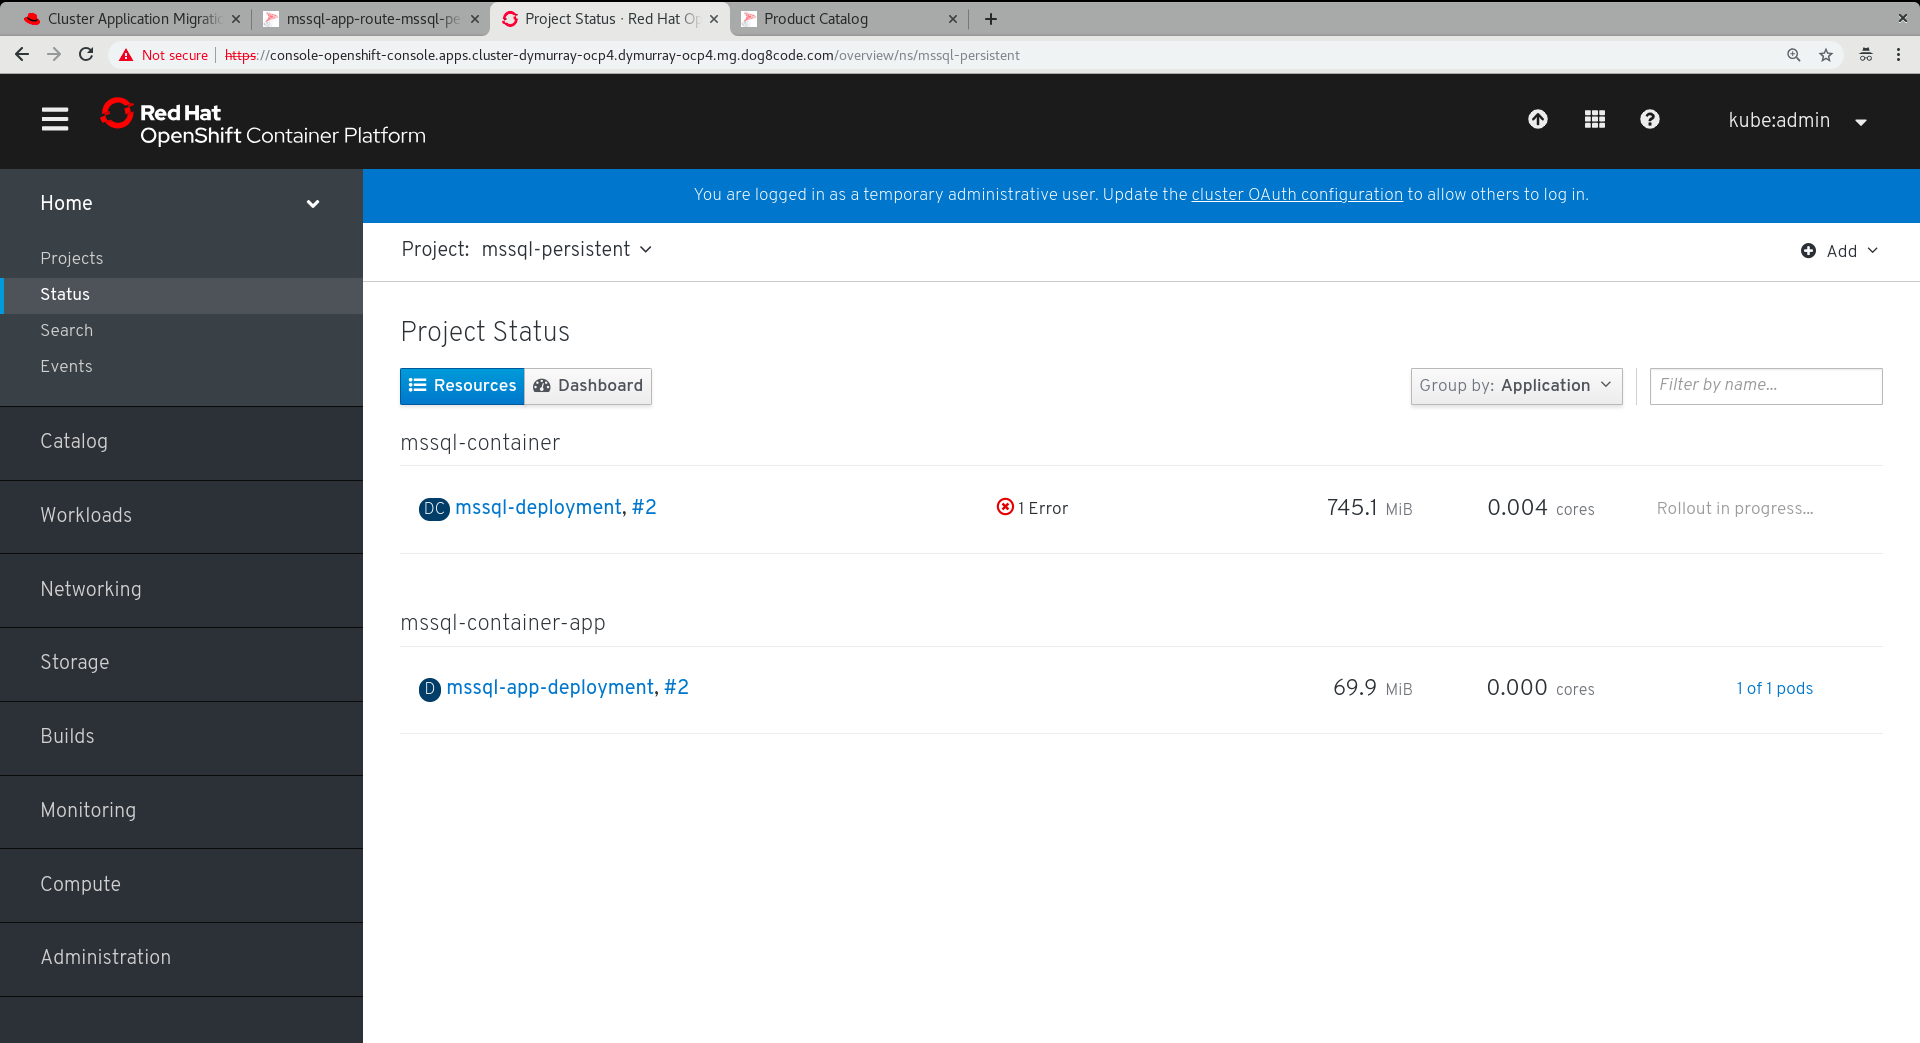 Cluster Application Migratic
mssql-app-route-mssql-pe
Project Status · Red Hat Op
Product Catalog
Not secure https://console-openshift-console.apps.cluster-dymurray-ocp4.dymurray-ocp4.mg.dog8code.com/overview/ns/mssql-persistent
Red Hat
OpenShift Container Platform
kube:admin
Home
Projects
Status
Search
Events
Catalog
Workloads
Networking
Storage
Builds
Monitoring
Compute
Administration
You are logged in as a temporary administrative user. Update the cluster OAuth configuration to allow others to log in.
Project: mssql-persistent
Add
Project Status
Resources
Dashboard
Group by: Application
Filter by name...
mssql-container
DC mssql-deployment, #2
1 Error
745.1 MiB
0.004 cores
Rollout in progress...
mssql-container-app
D mssql-app-deployment, #2
69.9 MiB
0.000 cores
1 of 1 pods